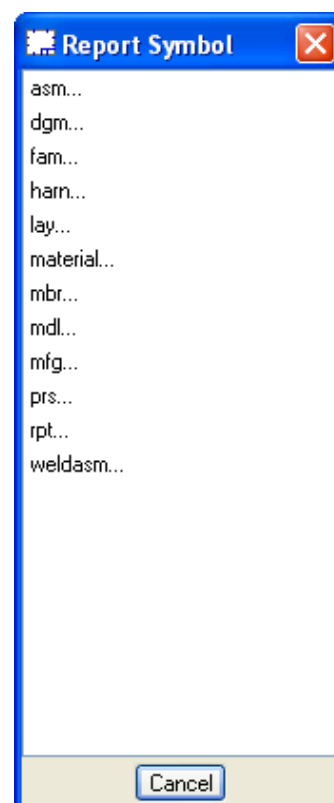 Report Symbol
asm...
dgm...
fam...
harn...
lay...
material...
mbr...
mdl...
mfg...
prs...
rpt...
weldasm...
Cancel